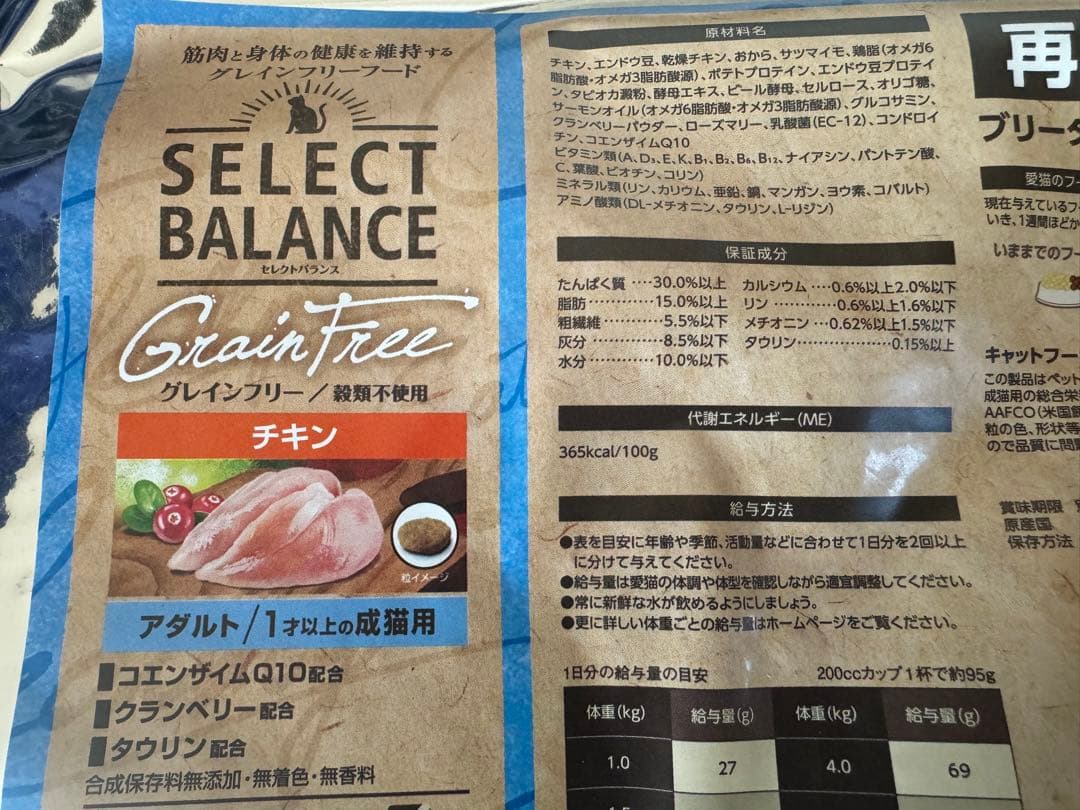 筋肉と身体の健康を維持する
グレインフリーフード
SELECT
BALANCE
セレクトバランス
Grain Free
グレインフリー/穀類不使用
チキン
粒イメージ
アダルト/1才以上の成猫用
コエンザイムQ10配合
クランベリー配合
タウリン配合
合成保存料無添加・無着色・無香料
原材料名
チキン、エンドウ豆、乾燥チキン、おから、サツマイモ、鶏脂(オメガ6
脂肪酸・オメガ3脂肪酸源)、ポテトプロテイン、エンドウ豆プロテイ
ン、タピオカ澱粉、酵母エキス、ビール酵母、セルロース、オリゴ糖、
サーモンオイル(オメガ6脂肪酸・オメガ3脂肪酸源)、グルコサミン、
クランベリーパウダー、ローズマリー、乳酸菌(EC-12)、コンドロイ
チン、コエンザイムQ10
ビタミン類(A、D₃、E、K、B₁、B₂、B₆、B₁₂、ナイアシン、パントテン酸、
C、葉酸、ビオチン、コリン)
ミネラル類(リン、カリウム、亜鉛、銅、マンガン、ヨウ素、コバルト)
アミノ酸類(DL-メチオニン、タウリン、L-リジン)
保証成分
たんぱく質 ····30.0%以上 カルシウム ····0.6%以上2.0%以下
脂肪············15.0%以上 リン ············0.6%以上1.6%以下
粗繊維············5.5%以下 メチオニン ···0.62%以上1.5%以下
灰分 ············8.5%以下 タウリン················0.15%以上
水分 ············10.0%以下
代謝エネルギー(ME)
365kcal/100g
給与方法
●表を目安に年齢や季節、活動量などに合わせて1日分を2回以上
に分けて与えてください。
●給与量は愛猫の体調や体型を確認しながら適宜調整してください。
●常に新鮮な水が飲めるようにしましょう。
●更に詳しい体重ごとの給与量はホームページをご覧ください。
1日分の給与量の目安 200ccカップ1杯で約95g
体重(kg) 給与量(g) 体重(kg) 給与量(g)
1.0 27 4.0 69
再
ブリーダ
愛猫のフー
現在与えているフー
いき、1週間ほどか
いままでのフー
キャットフー
この製品はペット
成猫用の総合栄
AAFCO(米国飼
粒の色、形状等
ので品質に問題
賞味期限
原産国
保存方法